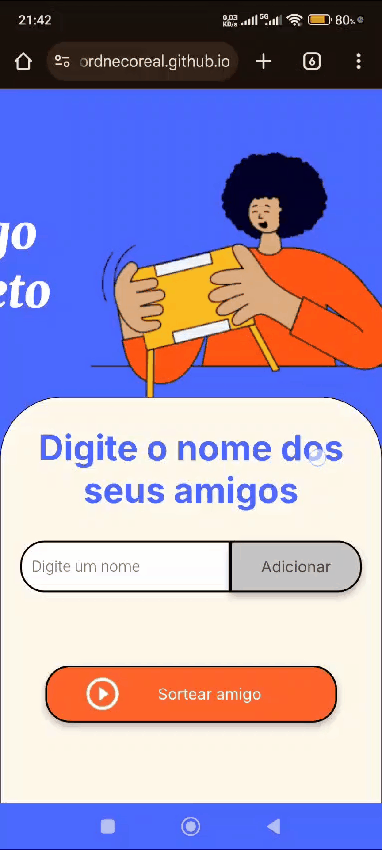 21:42
0,03 KB/s 5G 80%
ordnecoreal.github.io 6
go
eto
Digite o nome dos
seus amigos
Digite um nome Adicionar
Sortear amigo